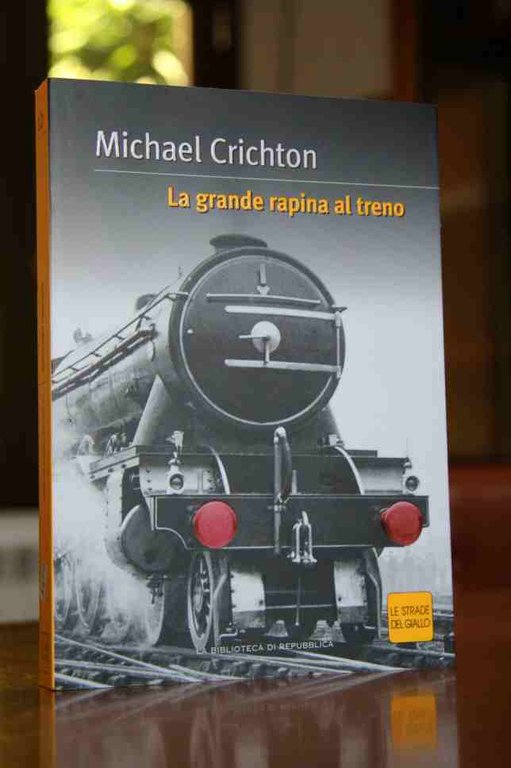 Michael Crichton
La grande rapina al treno
LE STRADE
DEL GIALLO
LA BIBLIOTECA DI REPUBBLICA